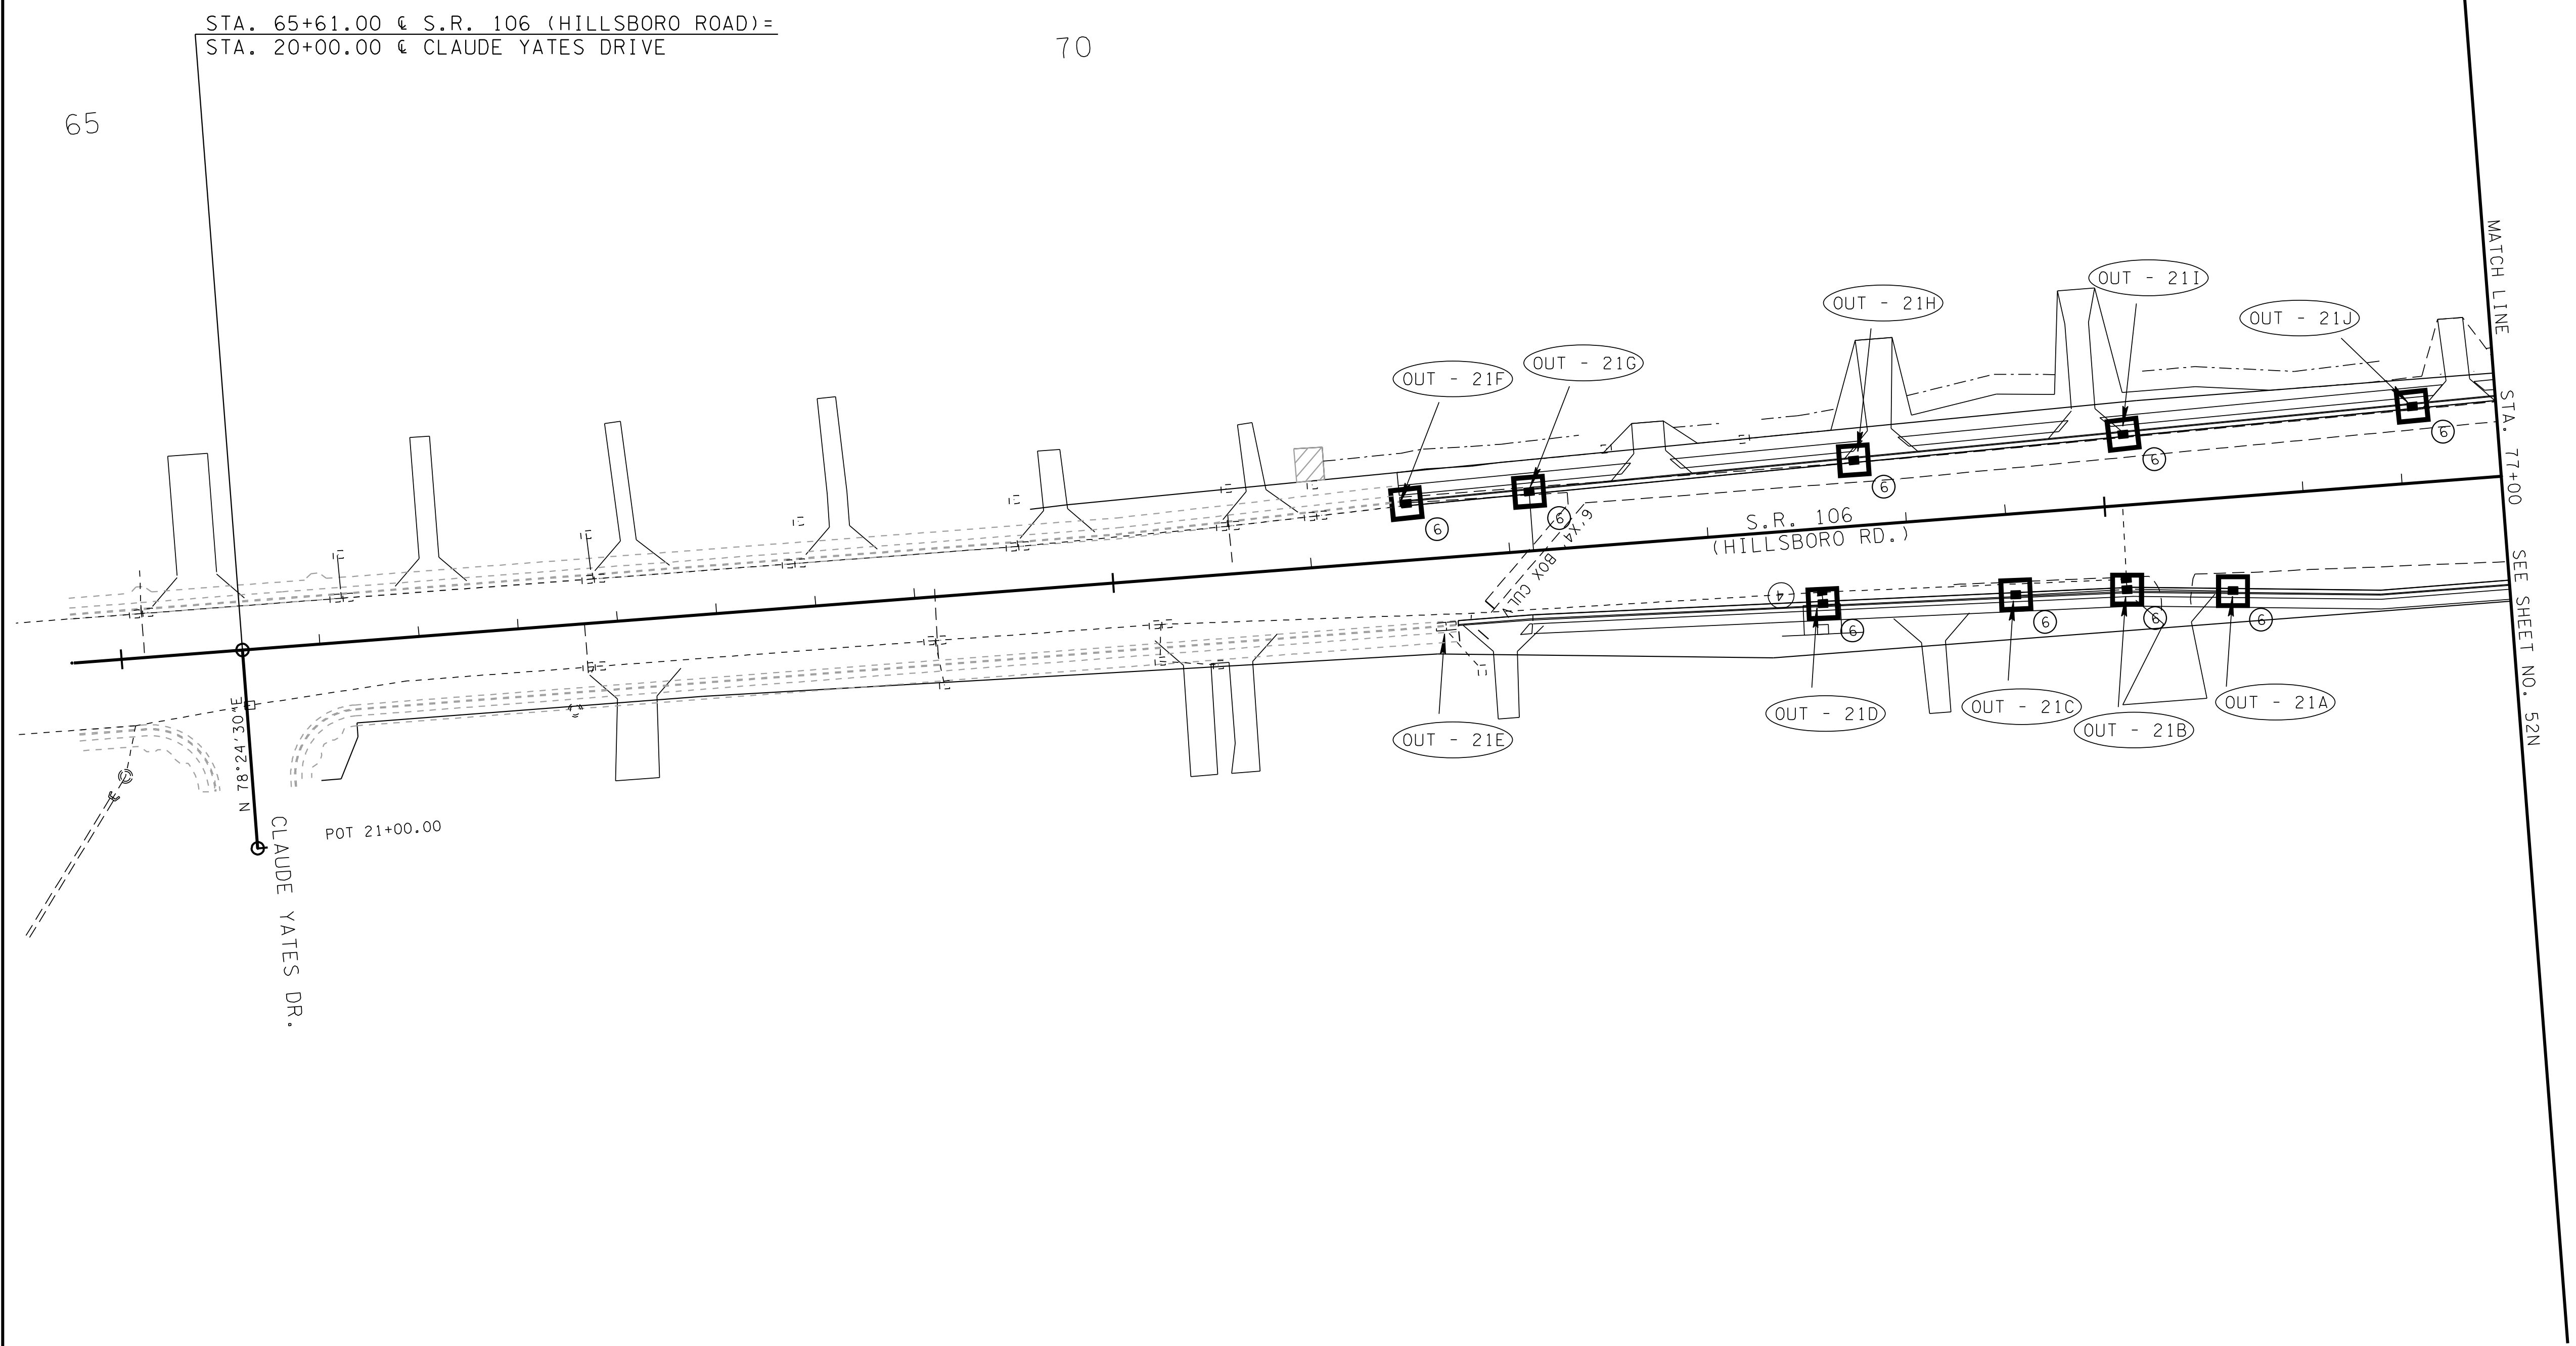 STA. 65+61.00 ℄ S.R. 106 (HILLSBORO ROAD)=
STA. 20+00.00 ℄ CLAUDE YATES DRIVE
70
65
MATCH LINE STA. 77+00 SEE SHEET NO. 52N
OUT - 21I
OUT - 21H
OUT - 21J
OUT - 21G
OUT - 21F
6
6
6
6
6
6'X4' BOX CULV
S.R. 106
(HILLSBORO RD.)
4
6
6
6
6
OUT - 21E
OUT - 21D
OUT - 21C
OUT - 21B
OUT - 21A
N 78°24'30"E
CLAUDE YATES DR.
POT 21+00.00